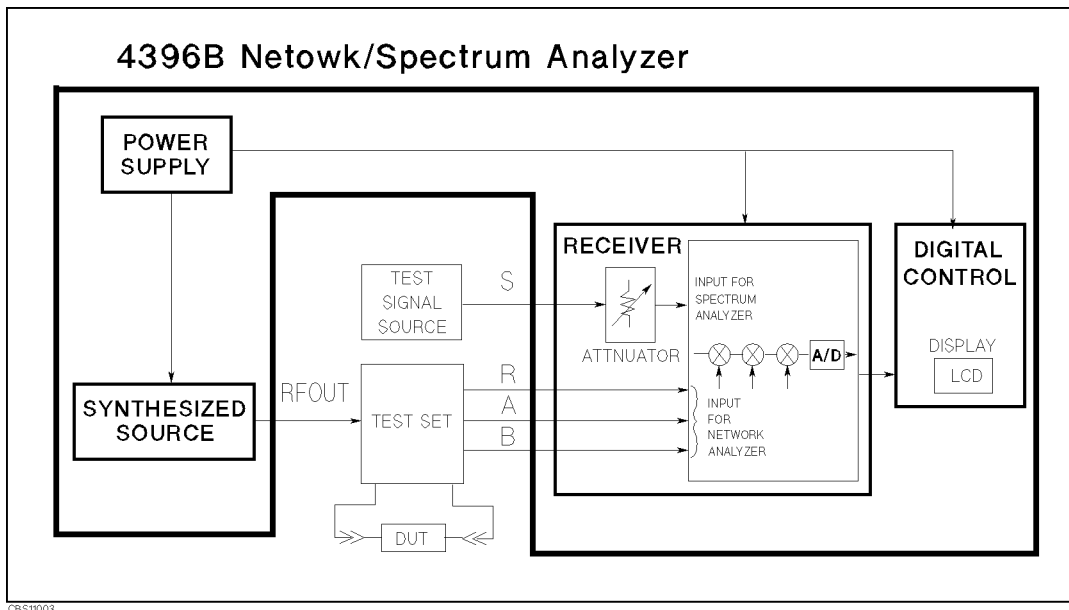 4396B Netowk/Spectrum Analyzer
POWER
SUPPLY
RECEIVER
DIGITAL
CONTROL
TEST
SIGNAL
SOURCE
S
INPUT FOR
SPECTRUM
ANALYZER
ATTNUATOR
A/D
DISPLAY
LCD
SYNTHESIZED
SOURCE
RFOUT
TEST SET
R
A
B
INPUT
FOR
NETWORK
ANALYZER
DUT
CBS11003